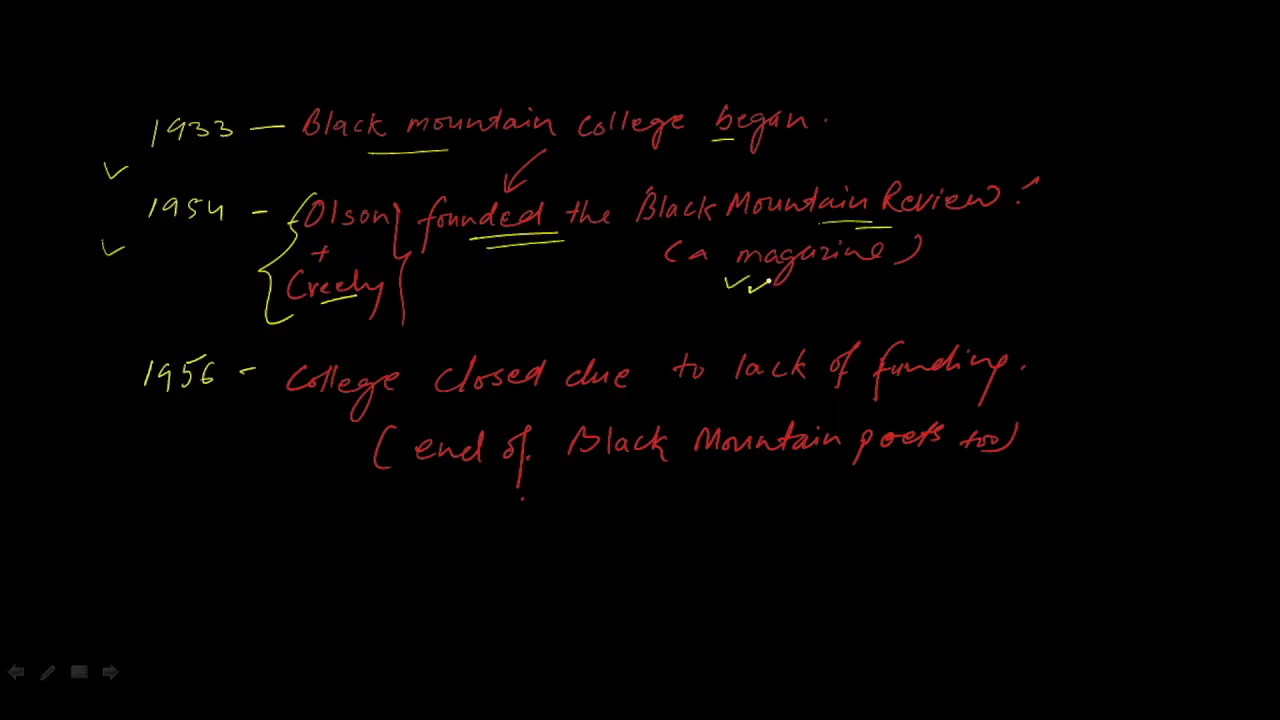 1933 — Black mountain college began.
1954 - {Olson} founded the Black Mountain Review.
+ (a magazine)
Creely
1956 - College closed due to lack of funding.
(end of Black Mountain poets too)